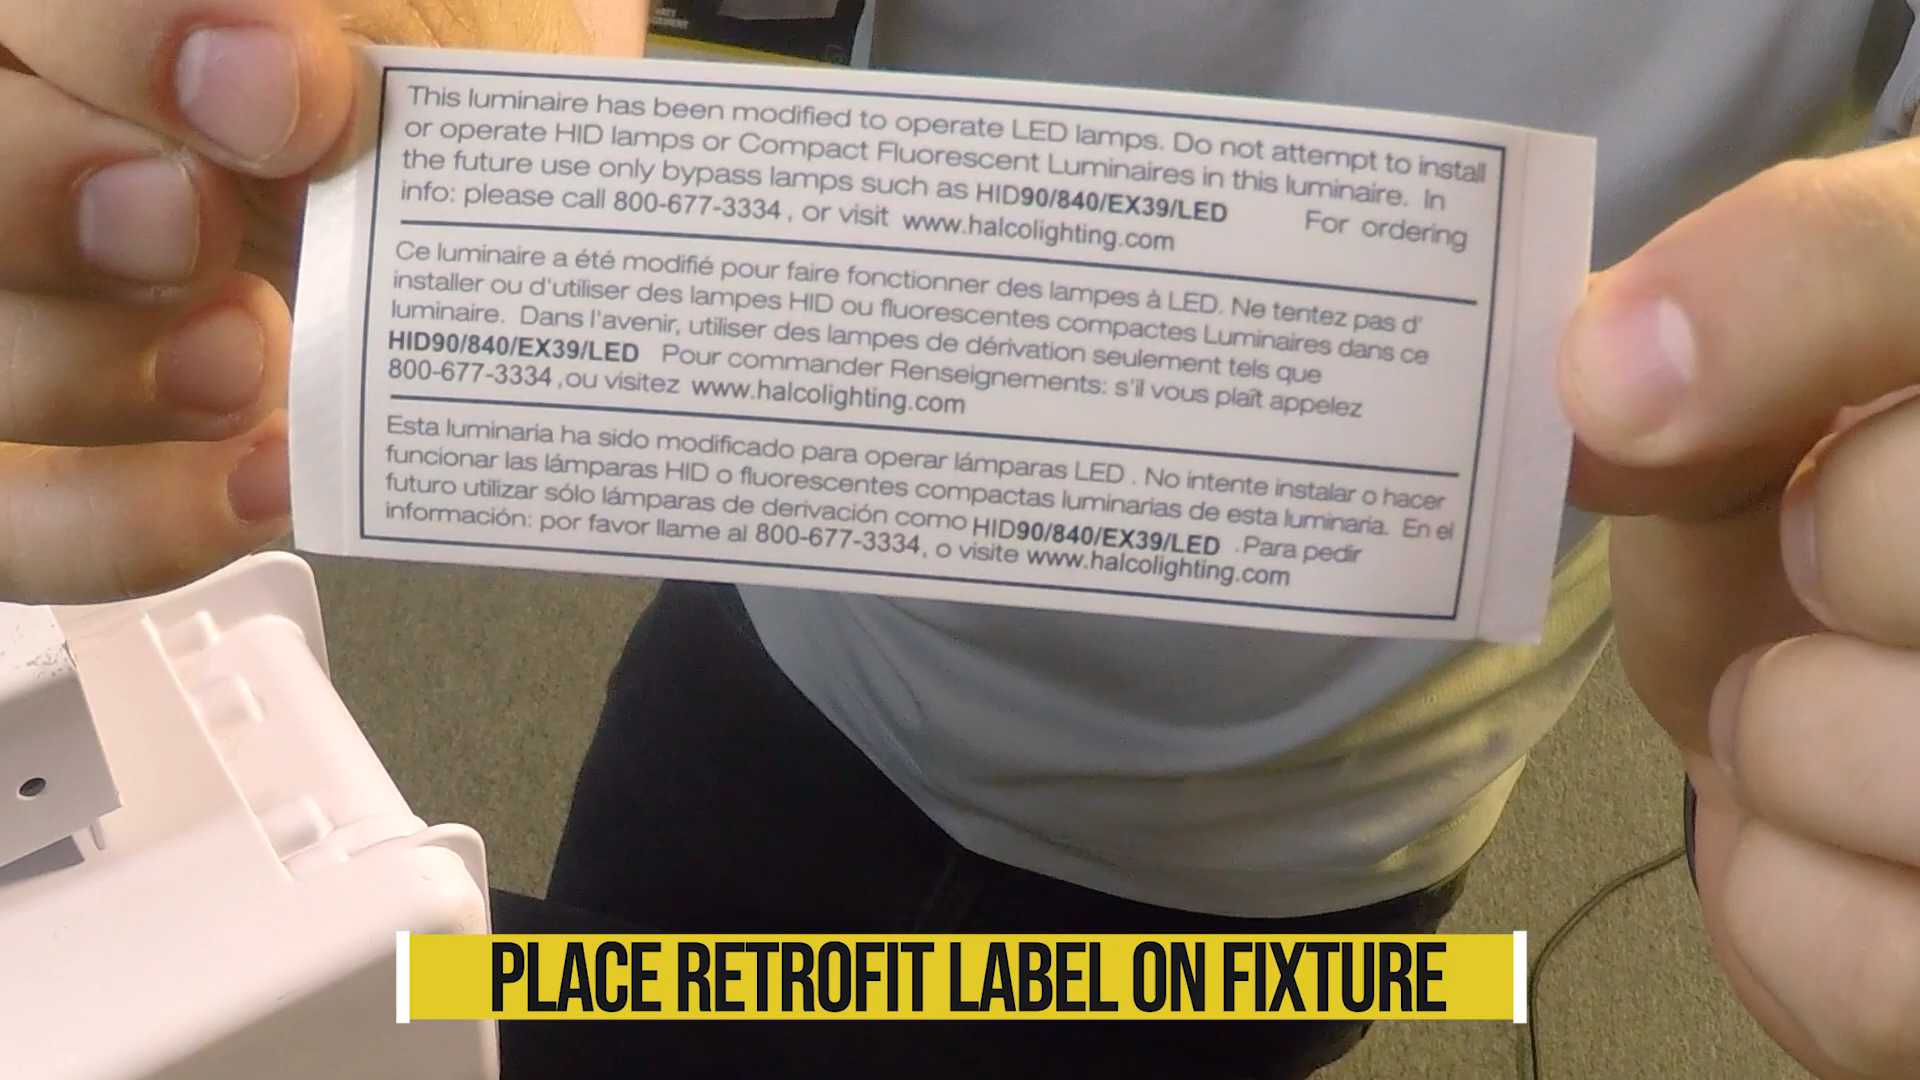 This luminaire has been modified to operate LED lamps. Do not attempt to install
or operate HID lamps or Compact Fluorescent Luminaires in this luminaire. In
the future use only bypass lamps such as HID90/840/EX39/LED For ordering
info: please call 800-677-3334, or visit www.halcolighting.com
Ce luminaire a été modifié pour faire fonctionner des lampes à LED. Ne tentez pas d'
installer ou d'utiliser des lampes HID ou fluorescentes compactes Luminaires dans ce
luminaire. Dans l'avenir, utiliser des lampes de dérivation seulement tels que
HID90/840/EX39/LED Pour commander Renseignements: s'il vous plaît appelez
800-677-3334 ,ou visitez www.halcolighting.com
Esta luminaria ha sido modificado para operar lámparas LED . No intente instalar o hacer
funcionar las lámparas HID o fluorescentes compactas luminarias de esta luminaria. En el
futuro utilizar sólo lámparas de derivación como HID90/840/EX39/LED .Para pedir
información: por favor llame al 800-677-3334, o visite www.halcolighting.com
PLACE RETROFIT LABEL ON FIXTURE